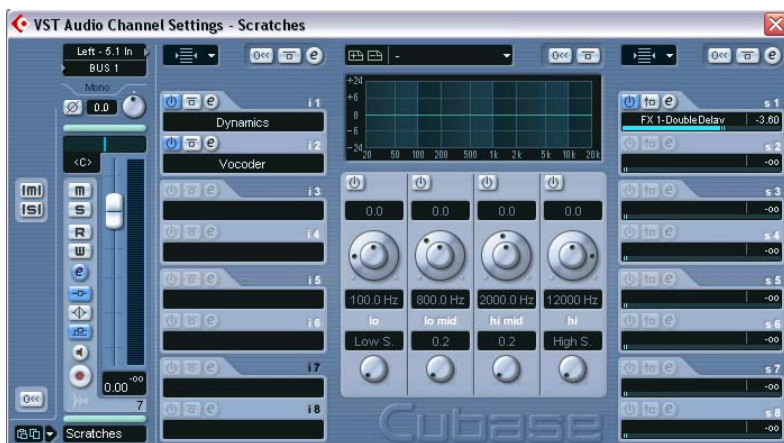 VST Audio Channel Settings - Scratches
Left - 5.1 In
BUS 1
Mono
0.0
<C>
m
S
R
W
e
0.00
-oo
7
Scratches
i 1
Dynamics
i 2
Vocoder
i 3
i 4
i 5
i 6
i 7
i 8
-
+24
+6
0
-6
-24
20 50 100 200 500 1k 2k 5k 10k 20k
0.0 0.0 0.0 0.0
100.0 Hz 800.0 Hz 2000.0 Hz 12000 Hz
lo lo mid hi mid hi
Low S. 0.2 0.2 High S.
Cubase
s 1
FX 1-DoubleDelay -3.60
s 2
-oo
s 3
-oo
s 4
-oo
s 5
-oo
s 6
-oo
s 7
-oo
s 8
-oo